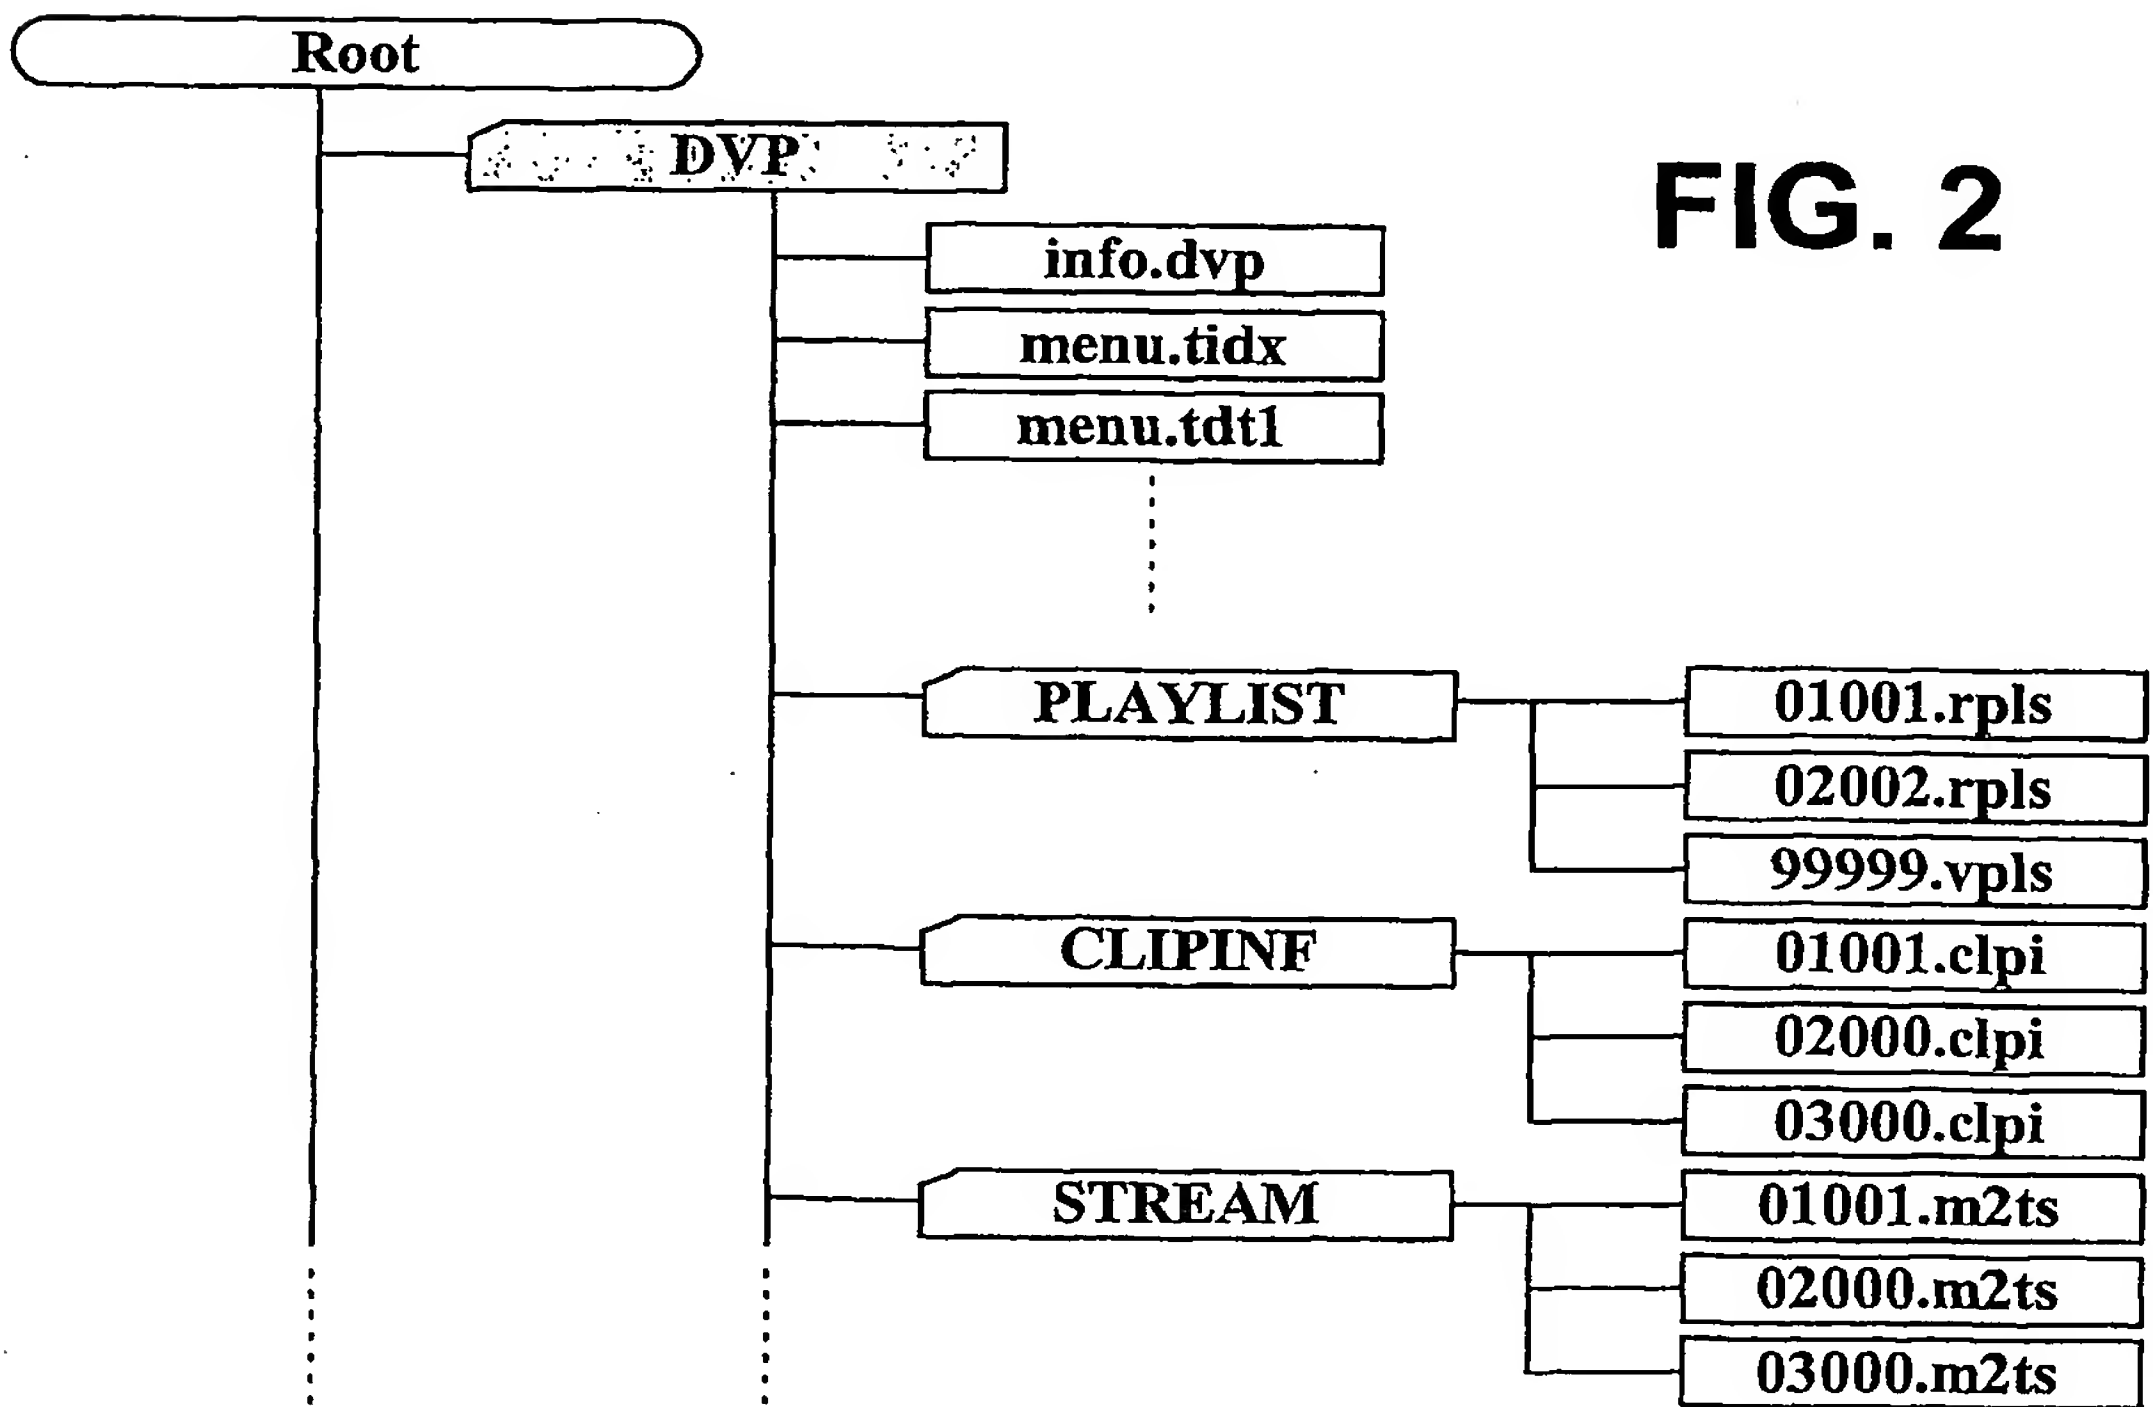 Root
DVP
FIG. 2
info.dvp
menu.tidx
menu.tdt1
PLAYLIST
01001.rpls
02002.rpls
99999.vpls
CLIPINF
01001.clpi
02000.clpi
03000.clpi
STREAM
01001.m2ts
02000.m2ts
03000.m2ts